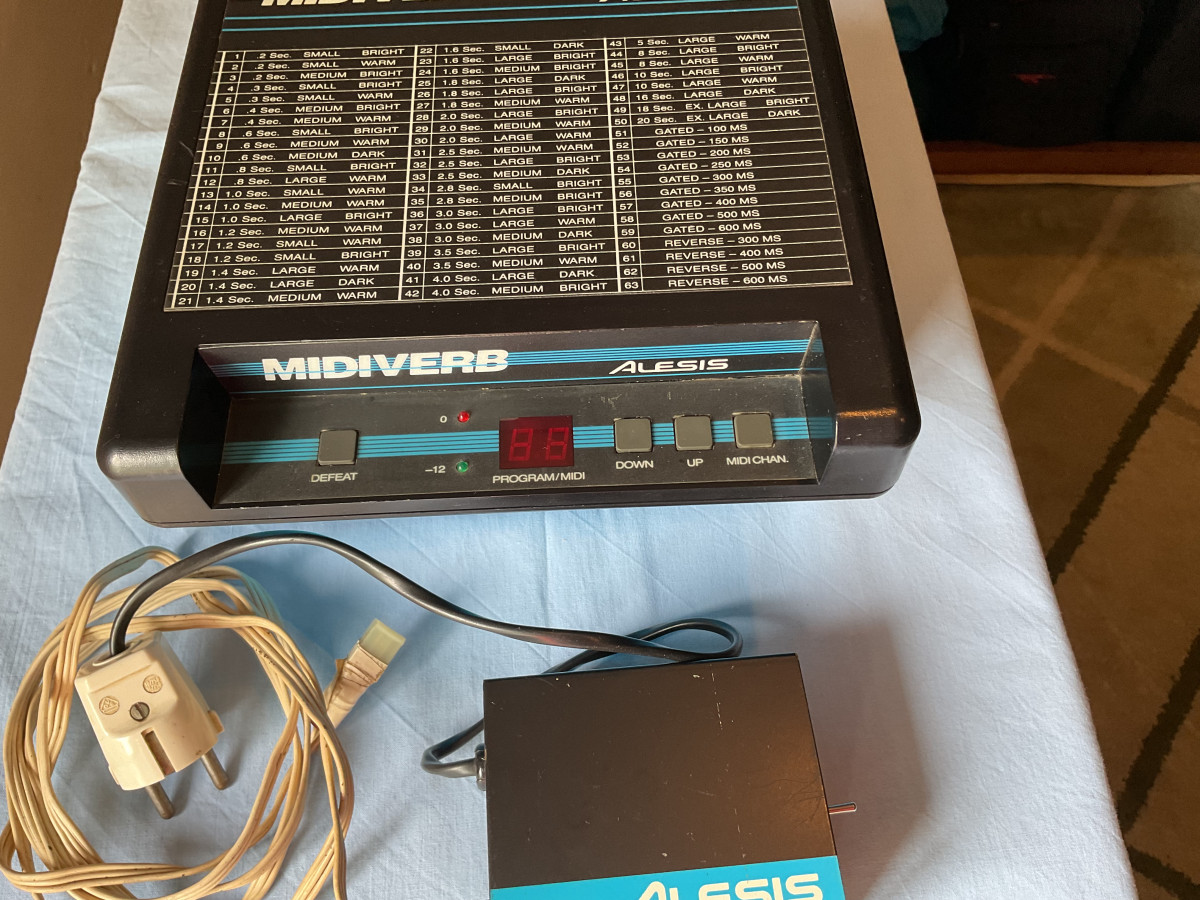 MIDIVERB
1 .2 Sec. SMALL BRIGHT
2 .2 Sec. SMALL WARM
3 .2 Sec. MEDIUM BRIGHT
4 .3 Sec. SMALL BRIGHT
5 .3 Sec. SMALL WARM
6 .4 Sec. MEDIUM BRIGHT
7 .4 Sec. MEDIUM WARM
8 .6 Sec. SMALL BRIGHT
9 .6 Sec. MEDIUM WARM
10 .6 Sec. MEDIUM DARK
11 .8 Sec. SMALL BRIGHT
12 .8 Sec. LARGE WARM
13 1.0 Sec. SMALL WARM
14 1.0 Sec. MEDIUM WARM
15 1.0 Sec. LARGE BRIGHT
16 1.2 Sec. MEDIUM WARM
17 1.2 Sec. SMALL WARM
18 1.2 Sec. SMALL BRIGHT
19 1.4 Sec. LARGE WARM
20 1.4 Sec. LARGE DARK
21 1.4 Sec. MEDIUM WARM
22 1.6 Sec. SMALL DARK
23 1.6 Sec. LARGE BRIGHT
24 1.6 Sec. MEDIUM BRIGHT
25 1.8 Sec. LARGE DARK
26 1.8 Sec. LARGE BRIGHT
27 1.8 Sec. MEDIUM WARM
28 2.0 Sec. LARGE BRIGHT
29 2.0 Sec. MEDIUM WARM
30 2.0 Sec. LARGE WARM
31 2.5 Sec. MEDIUM WARM
32 2.5 Sec. LARGE BRIGHT
33 2.5 Sec. MEDIUM DARK
34 2.8 Sec. SMALL BRIGHT
35 2.8 Sec. MEDIUM BRIGHT
36 3.0 Sec. LARGE BRIGHT
37 3.0 Sec. LARGE WARM
38 3.0 Sec. MEDIUM DARK
39 3.5 Sec. LARGE BRIGHT
40 3.5 Sec. MEDIUM WARM
41 4.0 Sec. LARGE DARK
42 4.0 Sec. MEDIUM BRIGHT
43 5 Sec. LARGE WARM
44 8 Sec. LARGE BRIGHT
45 8 Sec. LARGE WARM
46 10 Sec. LARGE BRIGHT
47 10 Sec. LARGE WARM
48 16 Sec. LARGE DARK
49 18 Sec. EX. LARGE BRIGHT
50 20 Sec. EX. LARGE DARK
51 GATED – 100 MS
52 GATED – 150 MS
53 GATED – 200 MS
54 GATED – 250 MS
55 GATED – 300 MS
56 GATED – 350 MS
57 GATED – 400 MS
58 GATED – 500 MS
59 GATED – 600 MS
60 REVERSE – 300 MS
61 REVERSE – 400 MS
62 REVERSE – 500 MS
63 REVERSE – 600 MS
MIDIVERB ALESIS
0
-12
DEFEAT
PROGRAM/MIDI
DOWN
UP
MIDI CHAN.
ALESIS